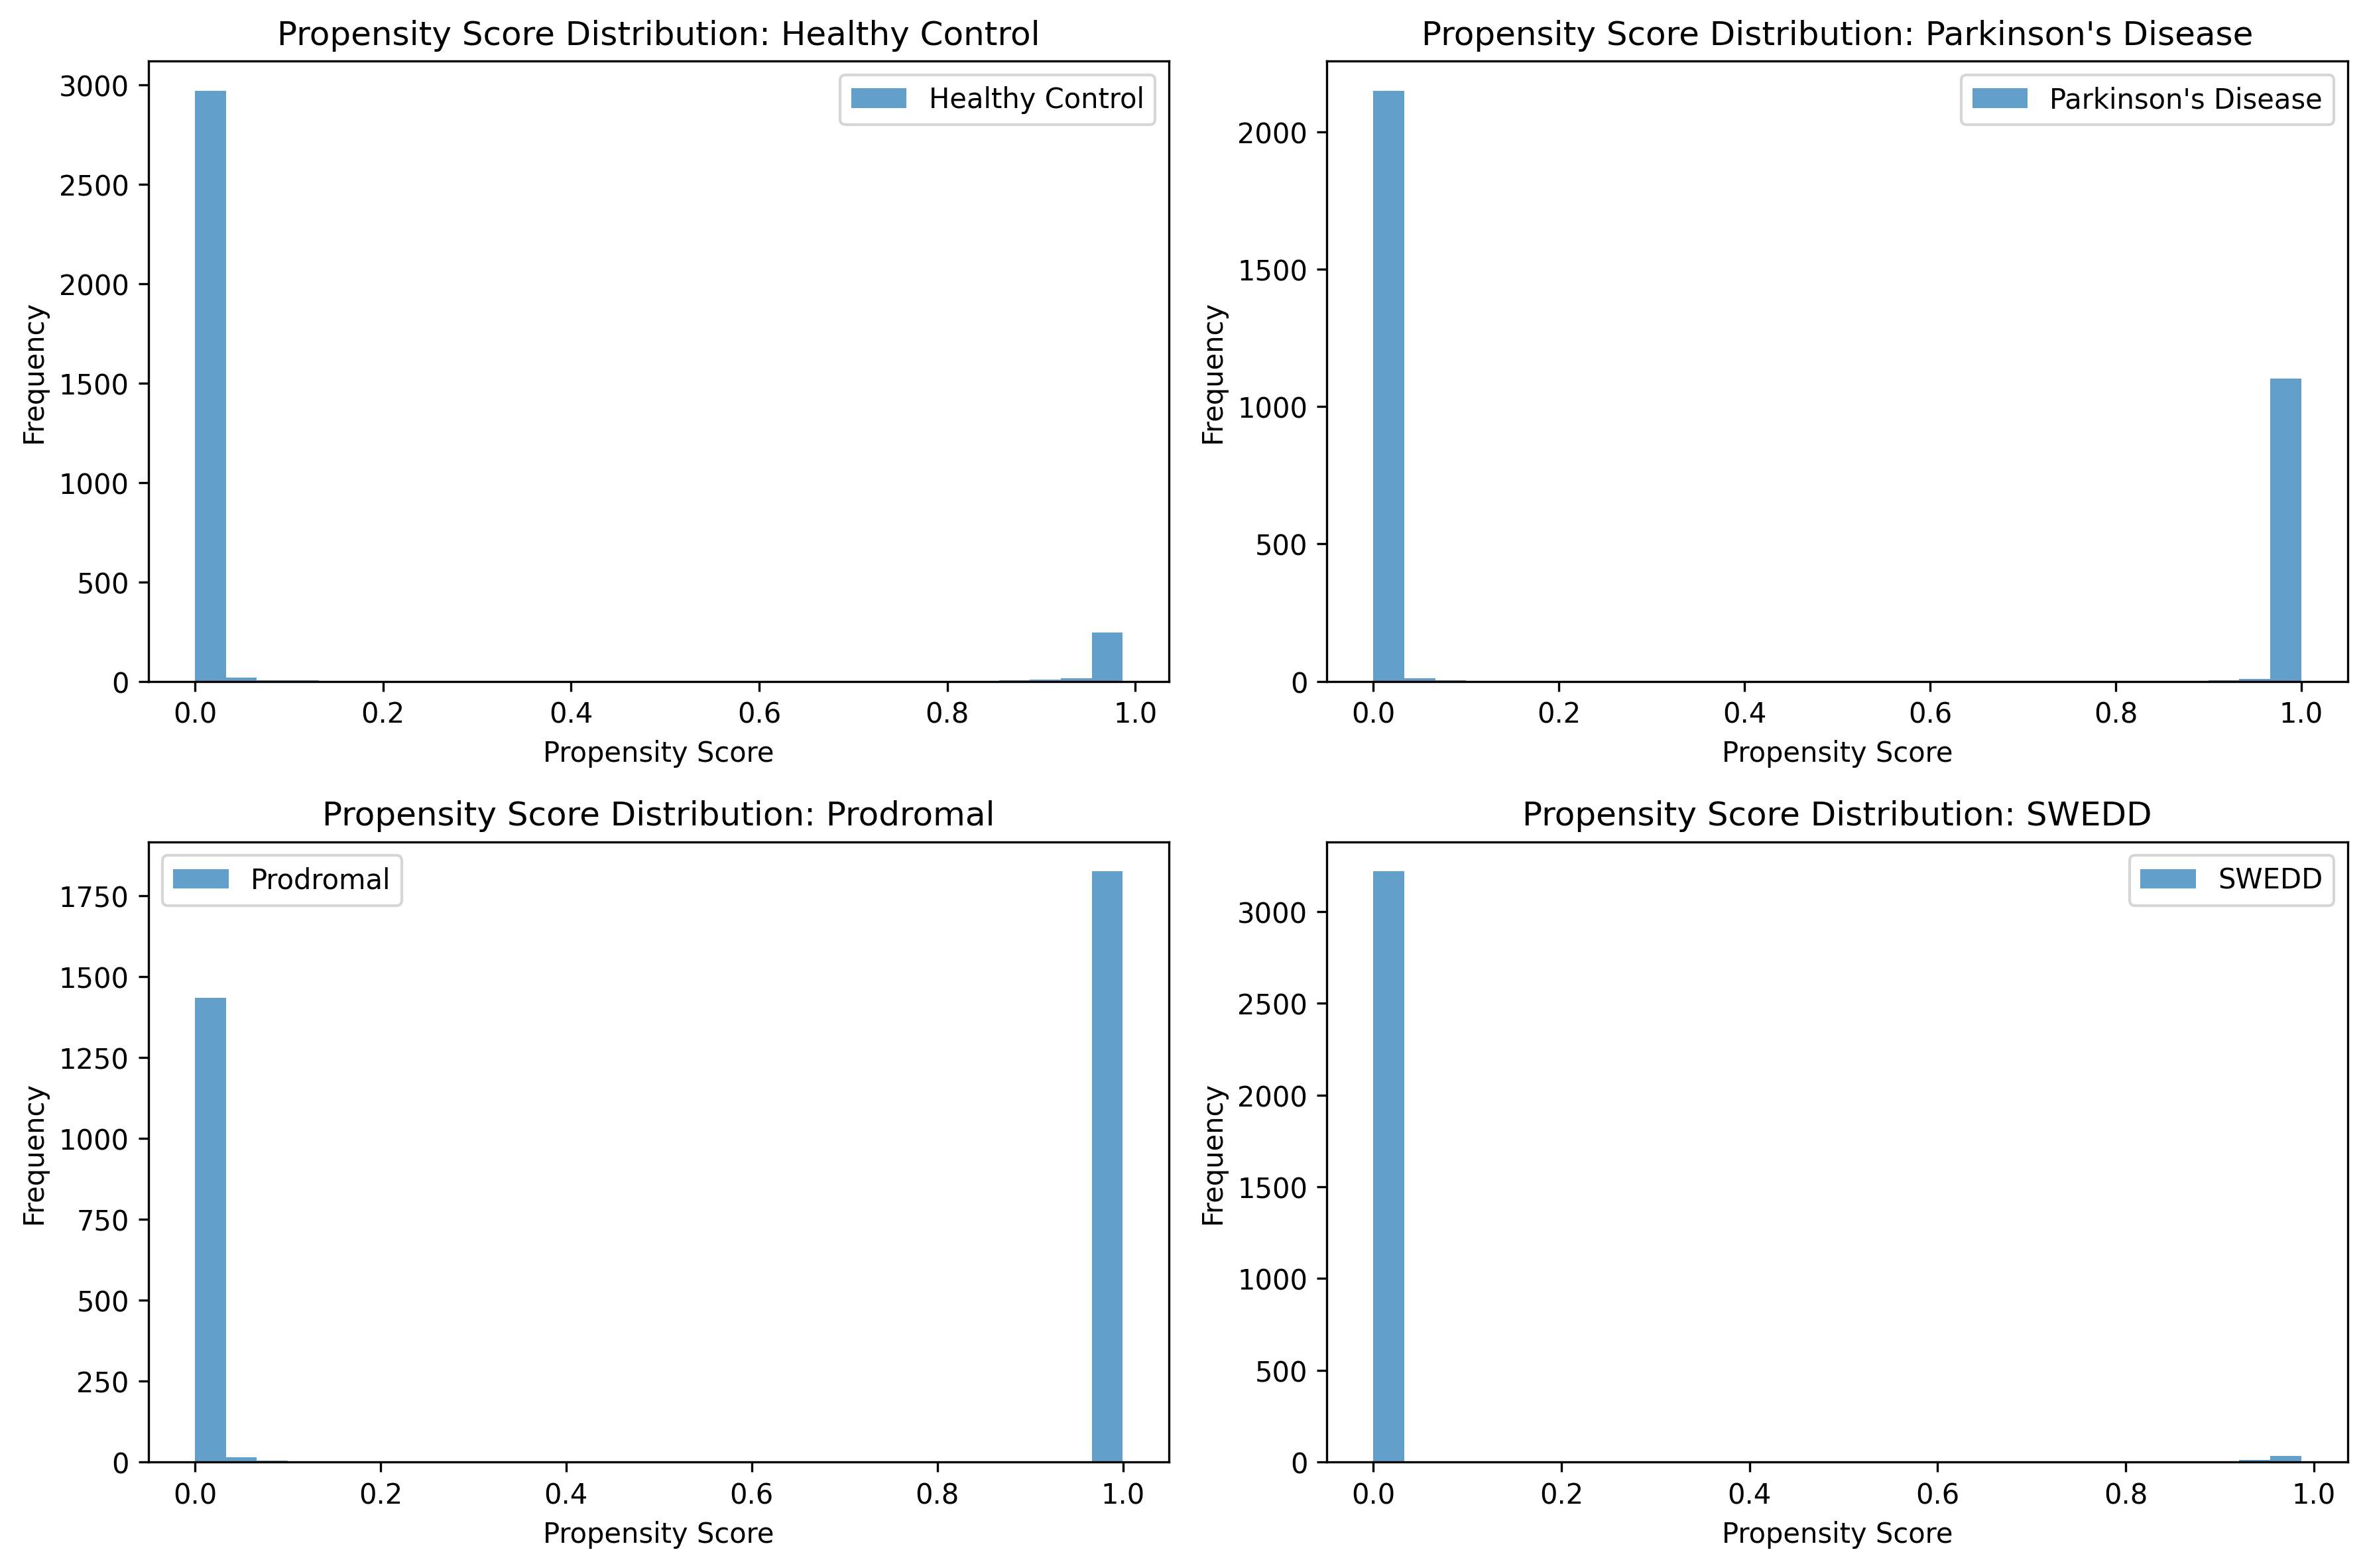 Propensity Score Distribution: Healthy Control
3000
2500
2000
1500
1000
500
0
Frequency
Healthy Control
0.0 0.2 0.4 0.6 0.8 1.0
Propensity Score
Propensity Score Distribution: Parkinson's Disease
2000
1500
1000
500
0
Frequency
Parkinson's Disease
0.0 0.2 0.4 0.6 0.8 1.0
Propensity Score
Propensity Score Distribution: Prodromal
1750
1500
1250
1000
750
500
250
0
Frequency
Prodromal
0.0 0.2 0.4 0.6 0.8 1.0
Propensity Score
Propensity Score Distribution: SWEDD
3000
2500
2000
1500
1000
500
0
Frequency
SWEDD
0.0 0.2 0.4 0.6 0.8 1.0
Propensity Score